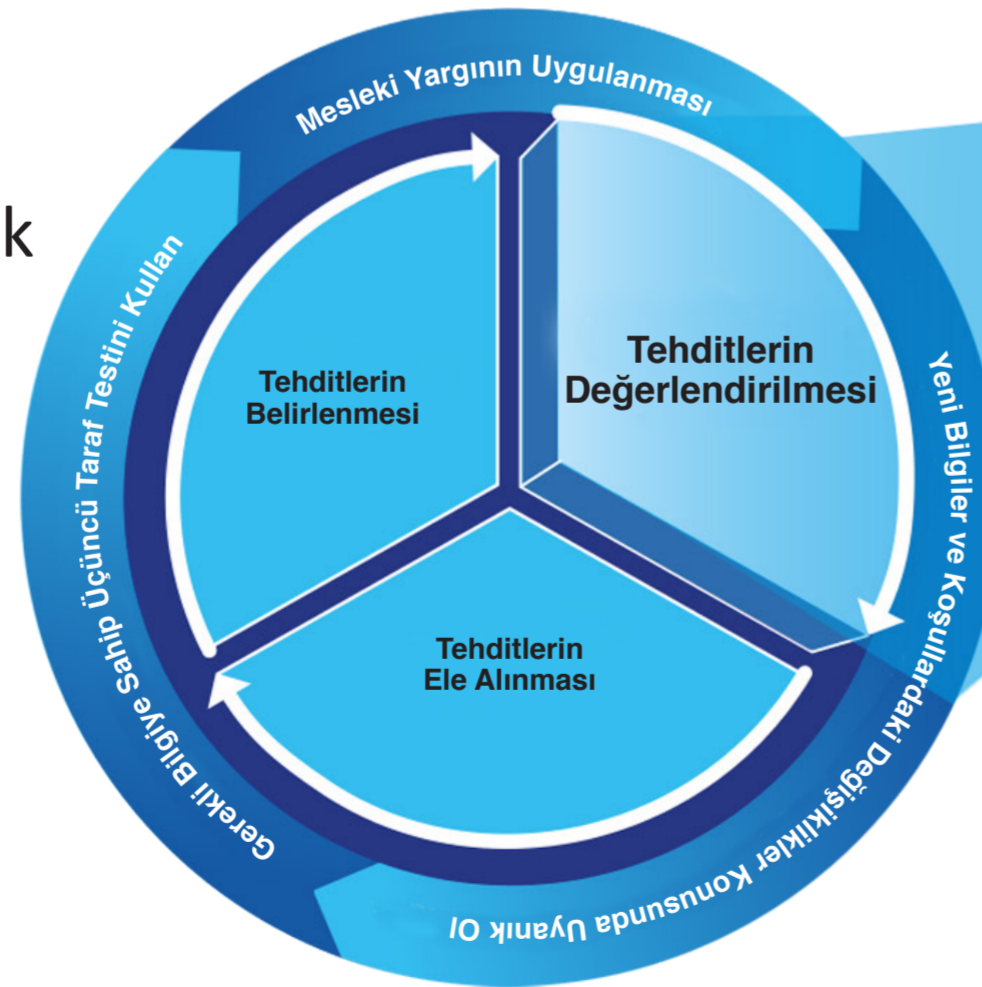 Mesleki Yargının Uygulanması
k
Gerekli Bilgiye Sahip Üçüncü Taraf Testini Kullan
Yeni Bilgiler ve Koşullardaki Değişiklikler Konusunda Uyanık Ol
Tehditlerin
Belirlenmesi
Tehditlerin
Değerlendirilmesi
Tehditlerin
Ele Alınması